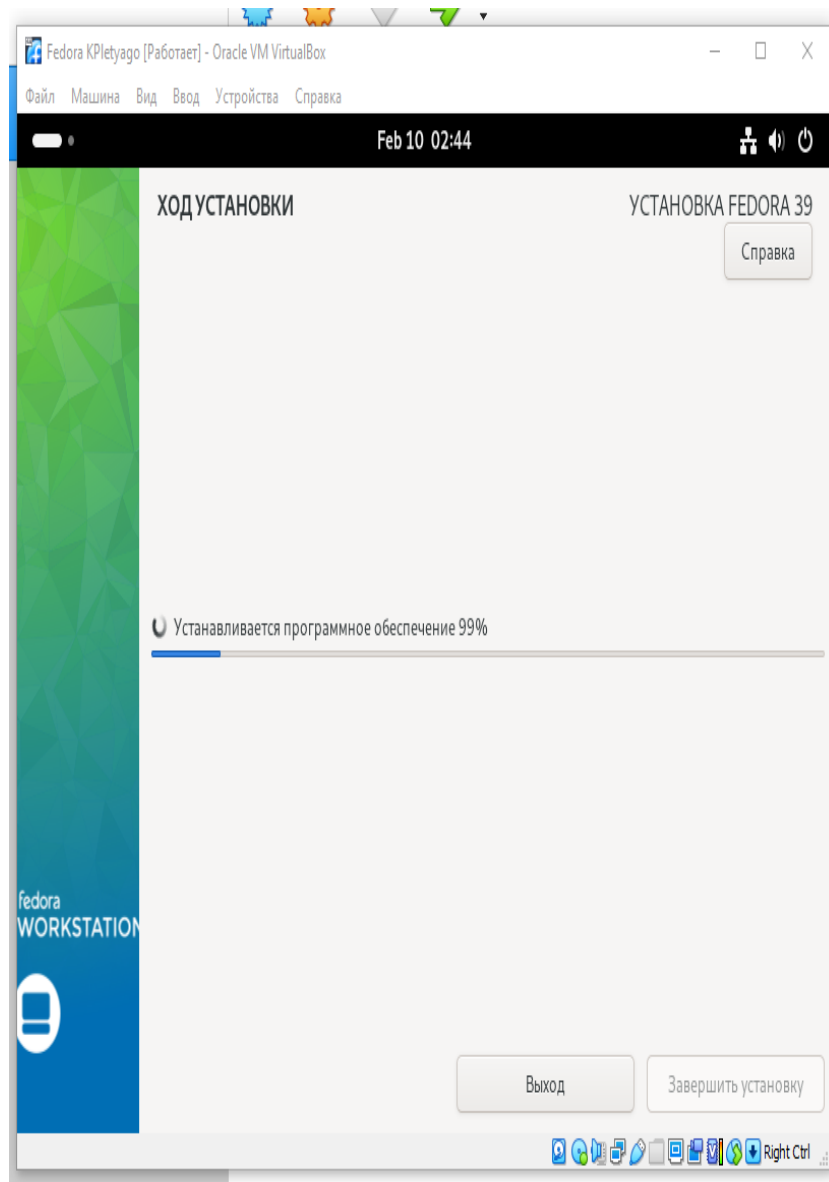 Fedora KPletyago [Работает] - Oracle VM VirtualBox
Файл Машина Вид Ввод Устройства Справка
Feb 10 02:44
ХОД УСТАНОВКИ
УСТАНОВКА FEDORA 39
Справка
Устанавливается программное обеспечение 99%
fedora
WORKSTATION
Выход
Завершить установку
Right Ctrl